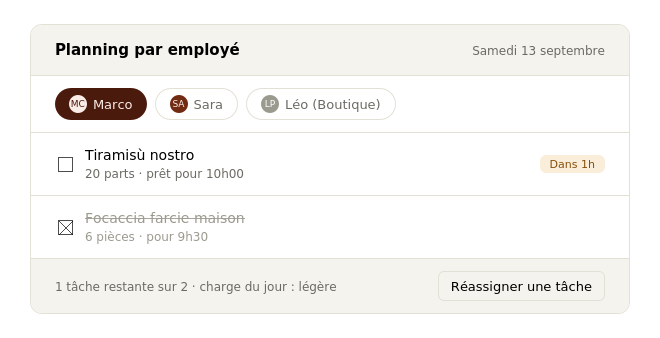 Planning par employé
Samedi 13 septembre
MC Marco
SA Sara
LP Léo (Boutique)
Tiramisù nostro
Dans 1h
20 parts · prêt pour 10h00
Focaccia farcie maison
6 pièces · pour 9h30
1 tâche restante sur 2 · charge du jour : légère
Réassigner une tâche